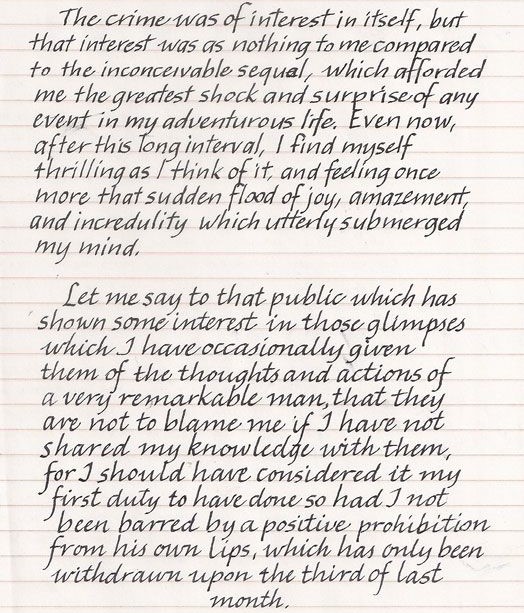 The crime was of interest in itself, but
that interest was as nothing to me compared
to the inconceivable sequal, which afforded
me the greatest shock and surprise of any
event in my adventurous life. Even now,
after this long interval, I find myself
thrilling as I think of it, and feeling once
more that sudden flood of joy, amazement,
and incredulity which utterly submerged
my mind.
Let me say to that public which has
shown some interest in those glimpses
which I have occasionally given
them of the thoughts and actions of
a very remarkable man, that they
are not to blame me if I have not
shared my knowledge with them,
for I should have considered it my
first duty to have done so had I not
been barred by a positive prohibition
from his own lips, which has only been
withdrawn upon the third of last
month.